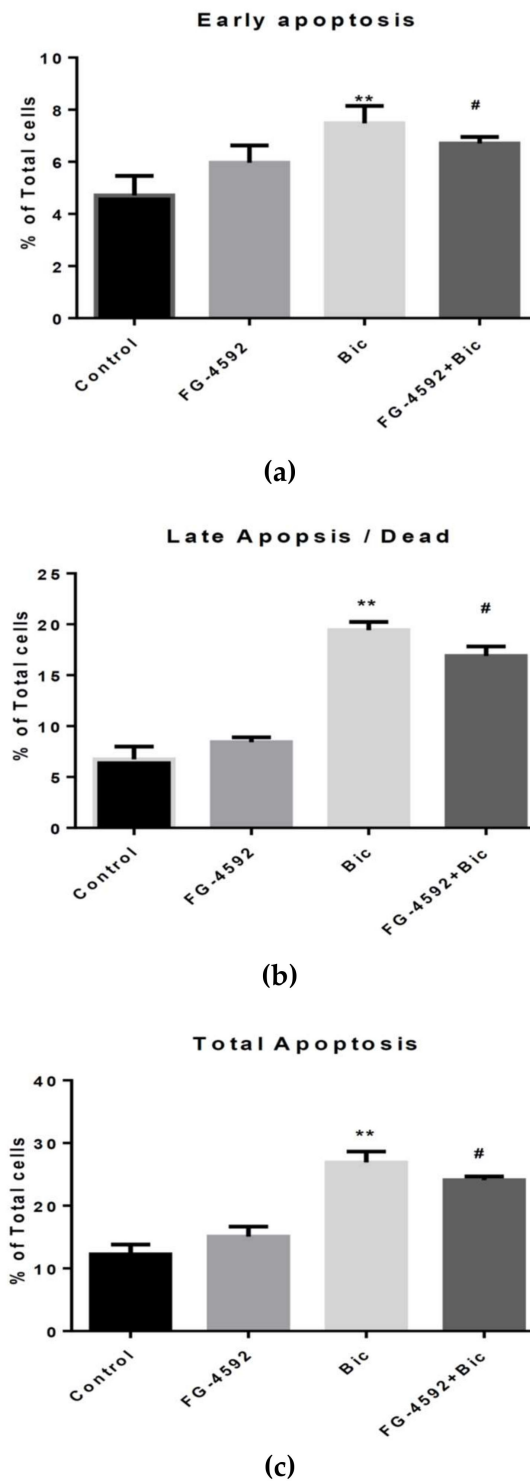 Early apoptosis
% of Total cells
10
8
6
4
2
0
**
#
Control
FG-4592
Bic
FG-4592+Bic
(a)
Late Apopsis / Dead
% of Total cells
25
20
15
10
5
0
**
#
Control
FG-4592
Bic
FG-4592+Bic
(b)
Total Apoptosis
% of Total cells
40
30
20
10
0
**
#
Control
FG-4592
Bic
FG-4592+Bic
(c)